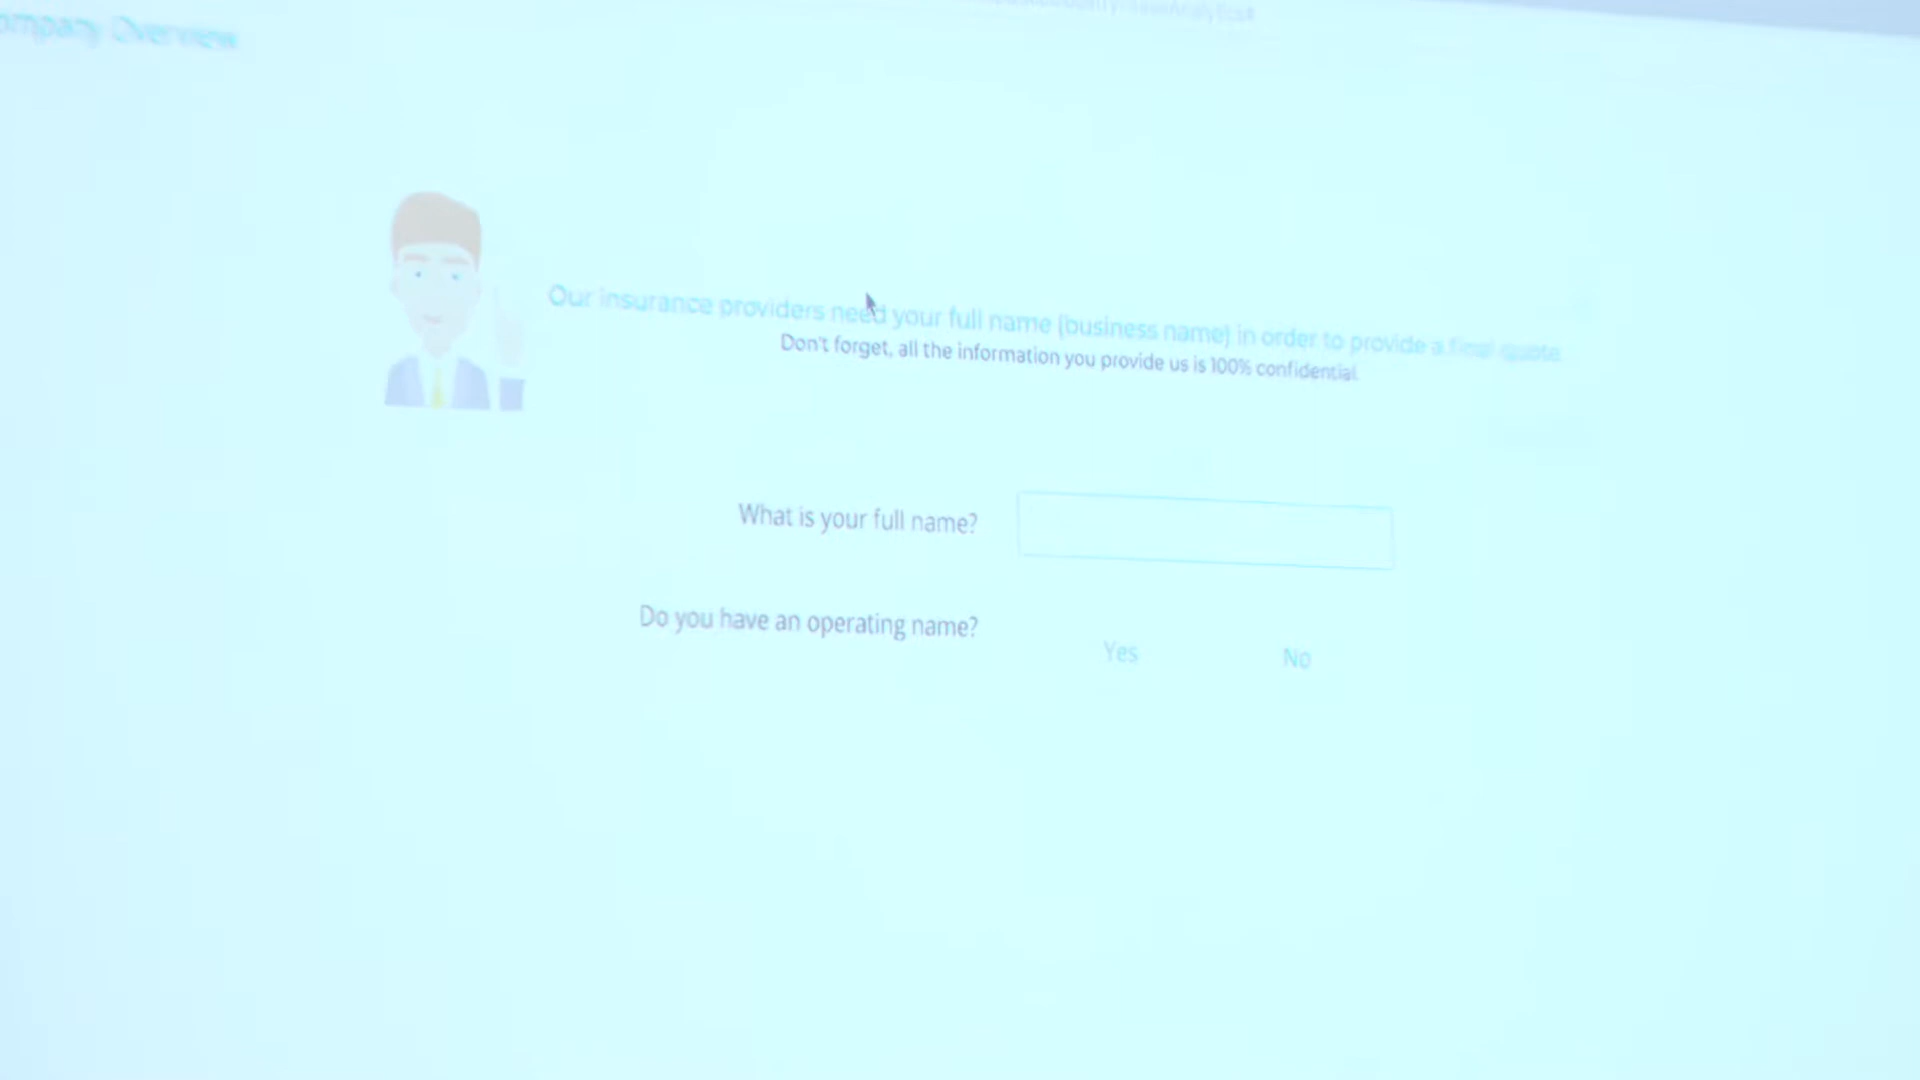 Overview
Our insurance providers need your full name (business name) in order to provide a final quote.
Don't forget, all the information you provide us is 100% confidential.
What is your full name?
Do you have an operating name?
Yes No